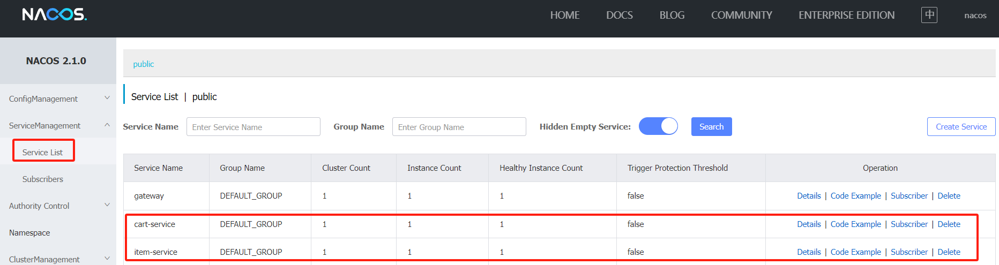 NACOS. HOME DOCS BLOG COMMUNITY ENTERPRISE EDITION 中 nacos
NACOS 2.1.0
public
ConfigManagement
Service List | public
ServiceManagement
Service Name Enter Service Name Group Name Enter Group Name Hidden Empty Service: Search Create Service
Service List
Subscribers
Authority Control
Namespace
ClusterManagement
Service Name Group Name Cluster Count Instance Count Healthy Instance Count Trigger Protection Threshold Operation
gateway DEFAULT_GROUP 1 1 1 false Details | Code Example | Subscriber | Delete
cart-service DEFAULT_GROUP 1 1 1 false Details | Code Example | Subscriber | Delete
item-service DEFAULT_GROUP 1 1 1 false Details | Code Example | Subscriber | Delete